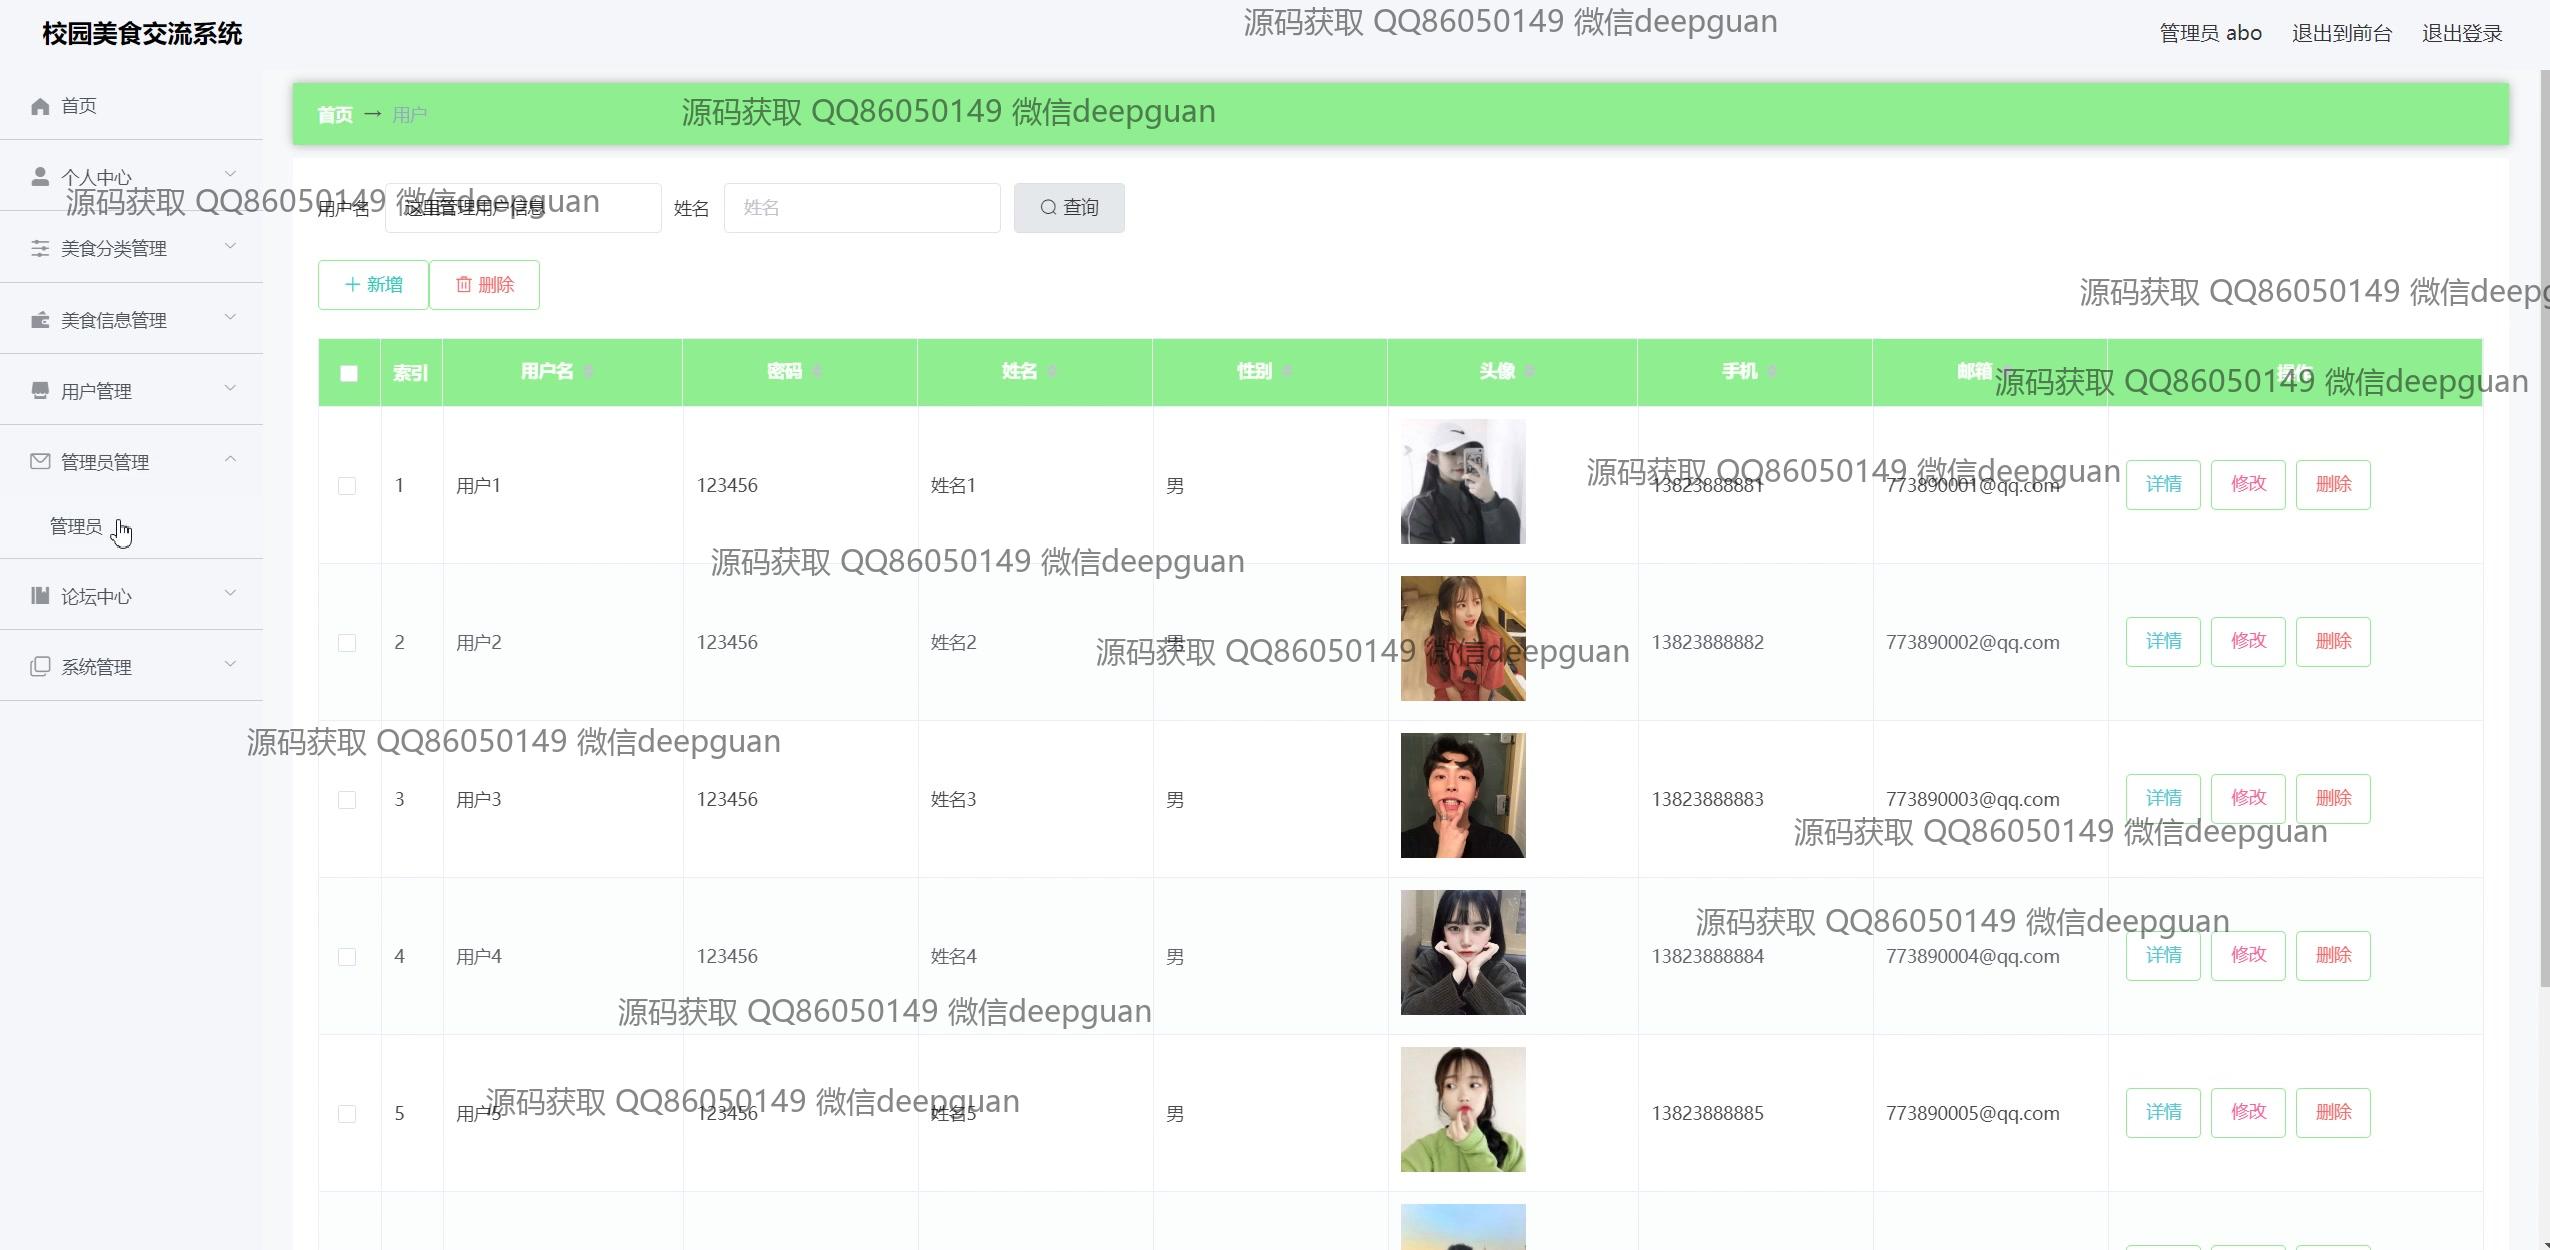 校园美食交流系统
源码获取 QQ86050149 微信deepguan
管理员 abo
退出到前台
退出登录
首页
个人中心
美食分类管理
美食信息管理
用户管理
管理员管理
管理员
论坛中心
系统管理
首页 → 用户
源码获取 QQ86050149 微信deepguan
源码获取 QQ86050149 微信deepguan
用户名 这里管理用户信息 姓名 姓名 查询
新增 删除
源码获取 QQ86050149 微信deepg
索引 用户名 密码 姓名 性别 头像 手机 邮箱 操作
源码获取 QQ86050149 微信deepguan
源码获取 QQ86050149 微信deepguan
1 用户1 123456 姓名1 男 13823888881 773890001@qq.com 详情 修改 删除
源码获取 QQ86050149 微信deepguan
2 用户2 123456 姓名2 男 13823888882 773890002@qq.com 详情 修改 删除
源码获取 QQ86050149 微信deepguan
源码获取 QQ86050149 微信deepguan
3 用户3 123456 姓名3 男 13823888883 773890003@qq.com 详情 修改 删除
源码获取 QQ86050149 微信deepguan
源码获取 QQ86050149 微信deepguan
4 用户4 123456 姓名4 男 13823888884 773890004@qq.com 详情 修改 删除
源码获取 QQ86050149 微信deepguan
源码获取 QQ86050149 微信deepguan
5 用户5 123456 姓名5 男 13823888885 773890005@qq.com 详情 修改 删除